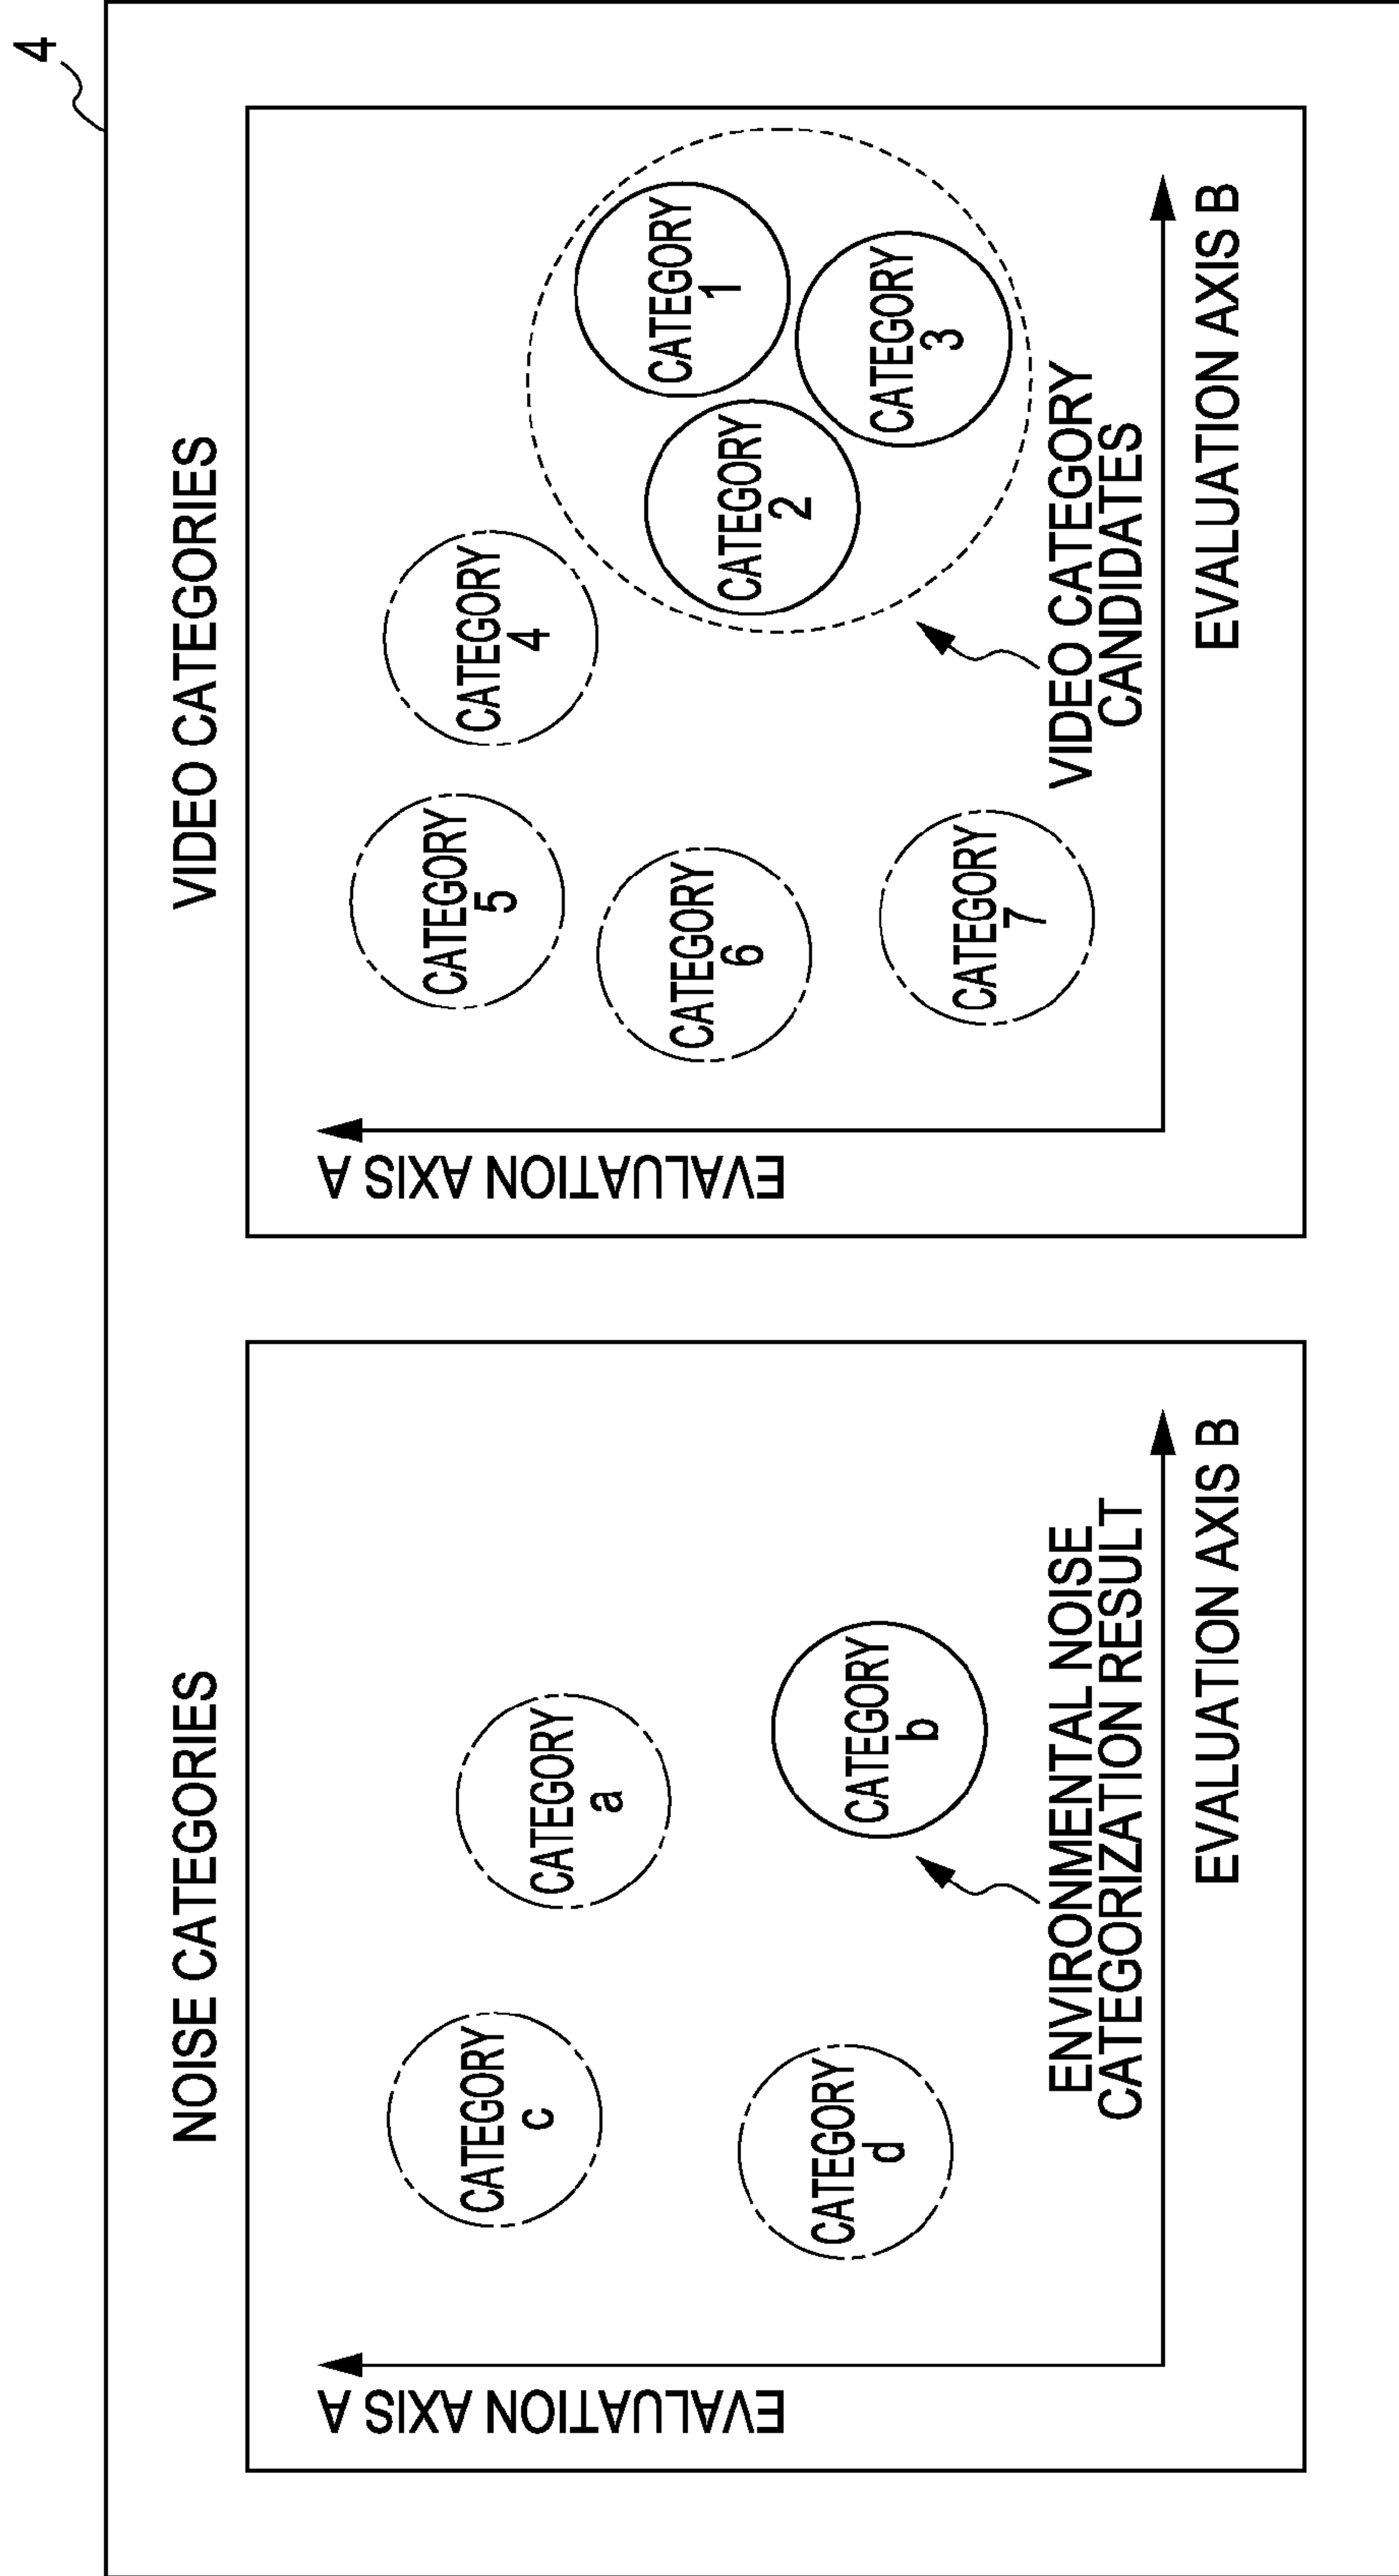 4
NOISE CATEGORIES
EVALUATION AXIS A
CATEGORY
c
CATEGORY
a
CATEGORY
d
CATEGORY
b
ENVIRONMENTAL NOISE
CATEGORIZATION RESULT
EVALUATION AXIS B
VIDEO CATEGORIES
EVALUATION AXIS A
CATEGORY
5
CATEGORY
4
CATEGORY
6
CATEGORY
2
CATEGORY
1
CATEGORY
3
CATEGORY
7
VIDEO CATEGORY
CANDIDATES
EVALUATION AXIS B